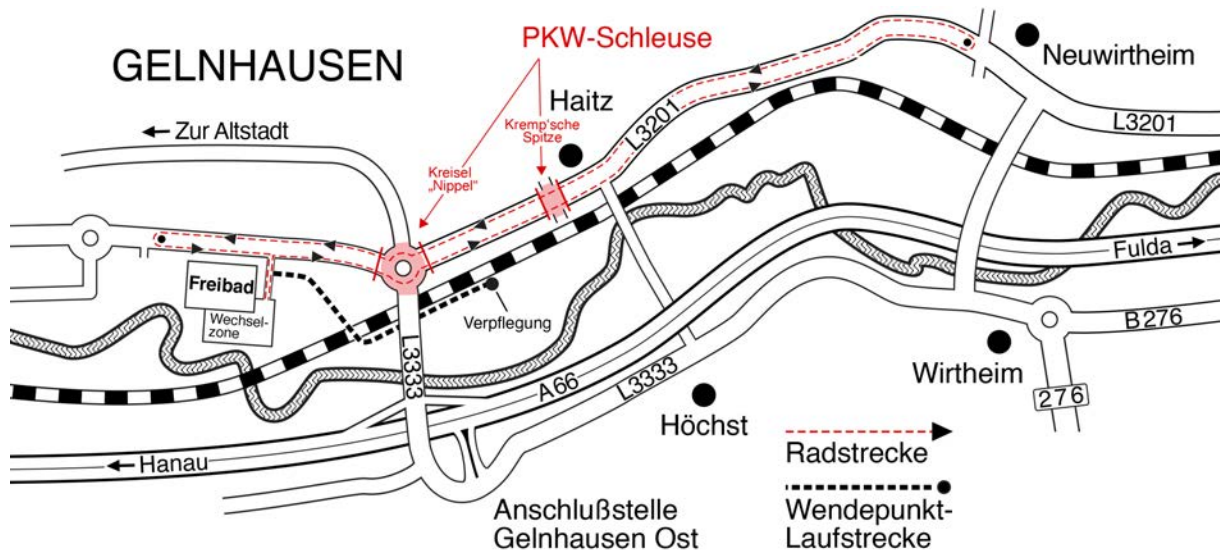 GELNHAUSEN
PKW-Schleuse
Neuwirtheim
Haitz
Zur Altstadt
Kremp'sche
Spitze
L3201
L3201
Kreisel
„Nippel“
Fulda
Freibad
Wechsel-
zone
Verpflegung
B276
L3333
Wirtheim
A66
L3333
276
Höchst
Hanau
Radstrecke
Anschlußstelle
Gelnhausen Ost
Wendepunkt-
Laufstrecke